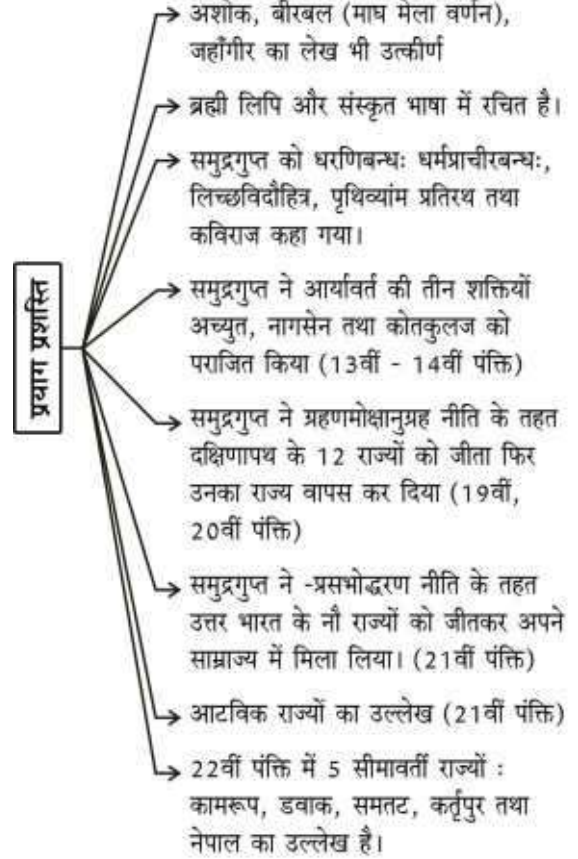 प्रयाग प्रशस्ति
अशोक, बीरबल (माघ मेला वर्णन),
जहाँगीर का लेख भी उत्कीर्ण
ब्रह्मी लिपि और संस्कृत भाषा में रचित है।
समुद्रगुप्त को धरणिबन्धः धर्मप्राचीरबन्धः,
लिच्छविदौहित्र, पृथिव्यांम प्रतिरथ तथा
कविराज कहा गया।
समुद्रगुप्त ने आर्यावर्त की तीन शक्तियों
अच्युत, नागसेन तथा कोतकुलज को
पराजित किया (13वीं - 14वीं पंक्ति)
समुद्रगुप्त ने ग्रहणमोक्षानुग्रह नीति के तहत
दक्षिणापथ के 12 राज्यों को जीता फिर
उनका राज्य वापस कर दिया (19वीं,
20वीं पंक्ति)
समुद्रगुप्त ने -प्रसभोद्धरण नीति के तहत
उत्तर भारत के नौ राज्यों को जीतकर अपने
साम्राज्य में मिला लिया। (21वीं पंक्ति)
आटविक राज्यों का उल्लेख (21वीं पंक्ति)
22वीं पंक्ति में 5 सीमावर्ती राज्यों :
कामरूप, डवाक, समतट, कर्तृपुर तथा
नेपाल का उल्लेख है।